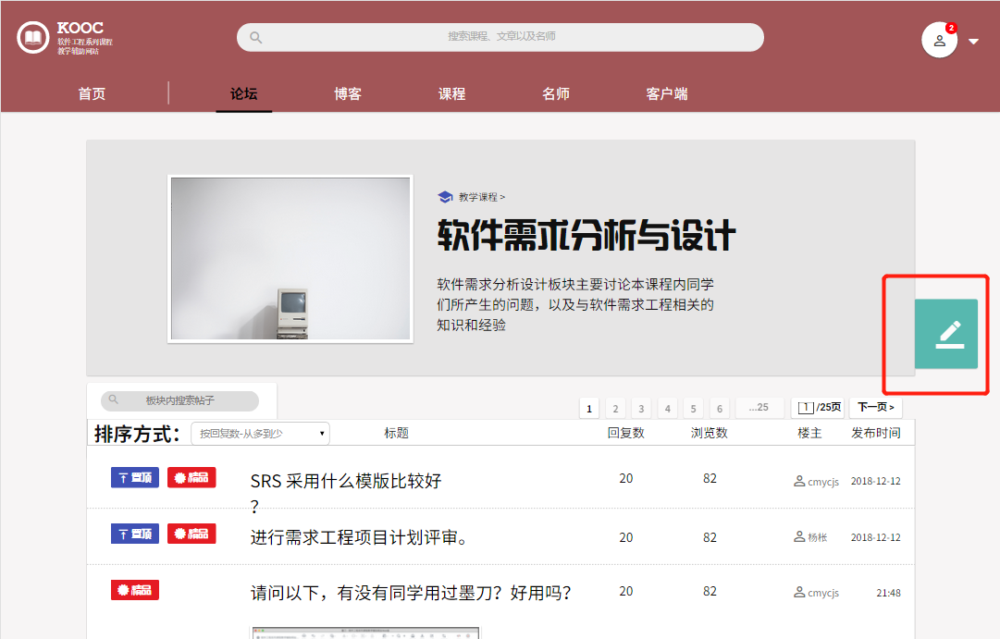 KOOC
软件工程系列课程
教学辅助网站
搜索课程、文章以及名师
2
首页
论坛
博客
课程
名师
客户端
教学课程 >
软件需求分析与设计
软件需求分析设计板块主要讨论本课程内同学
们所产生的问题，以及与软件需求工程相关的
知识和经验
板块内搜索帖子
1 2 3 4 5 6 ...25 1 /25页 下一页 >
排序方式： 按回复数-从多到少 标题 回复数 浏览数 楼主 发布时间
置顶 精品 SRS 采用什么模版比较好
？
20 82 cmycjs 2018-12-12
置顶 精品 进行需求工程项目计划评审。 20 82 杨枨 2018-12-12
精品 请问以下，有没有同学用过墨刀？好用吗？ 20 82 cmycjs 21:48